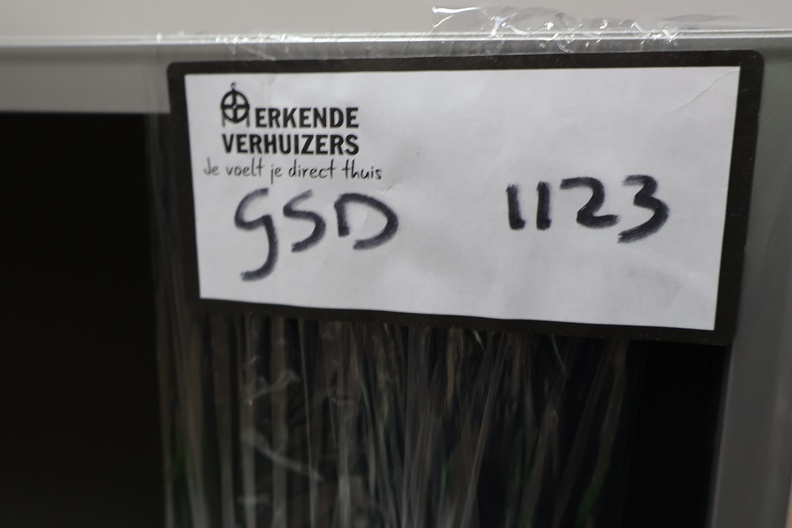 ERKENDE
VERHUIZERS
Je voelt je direct thuis
GSD 1123